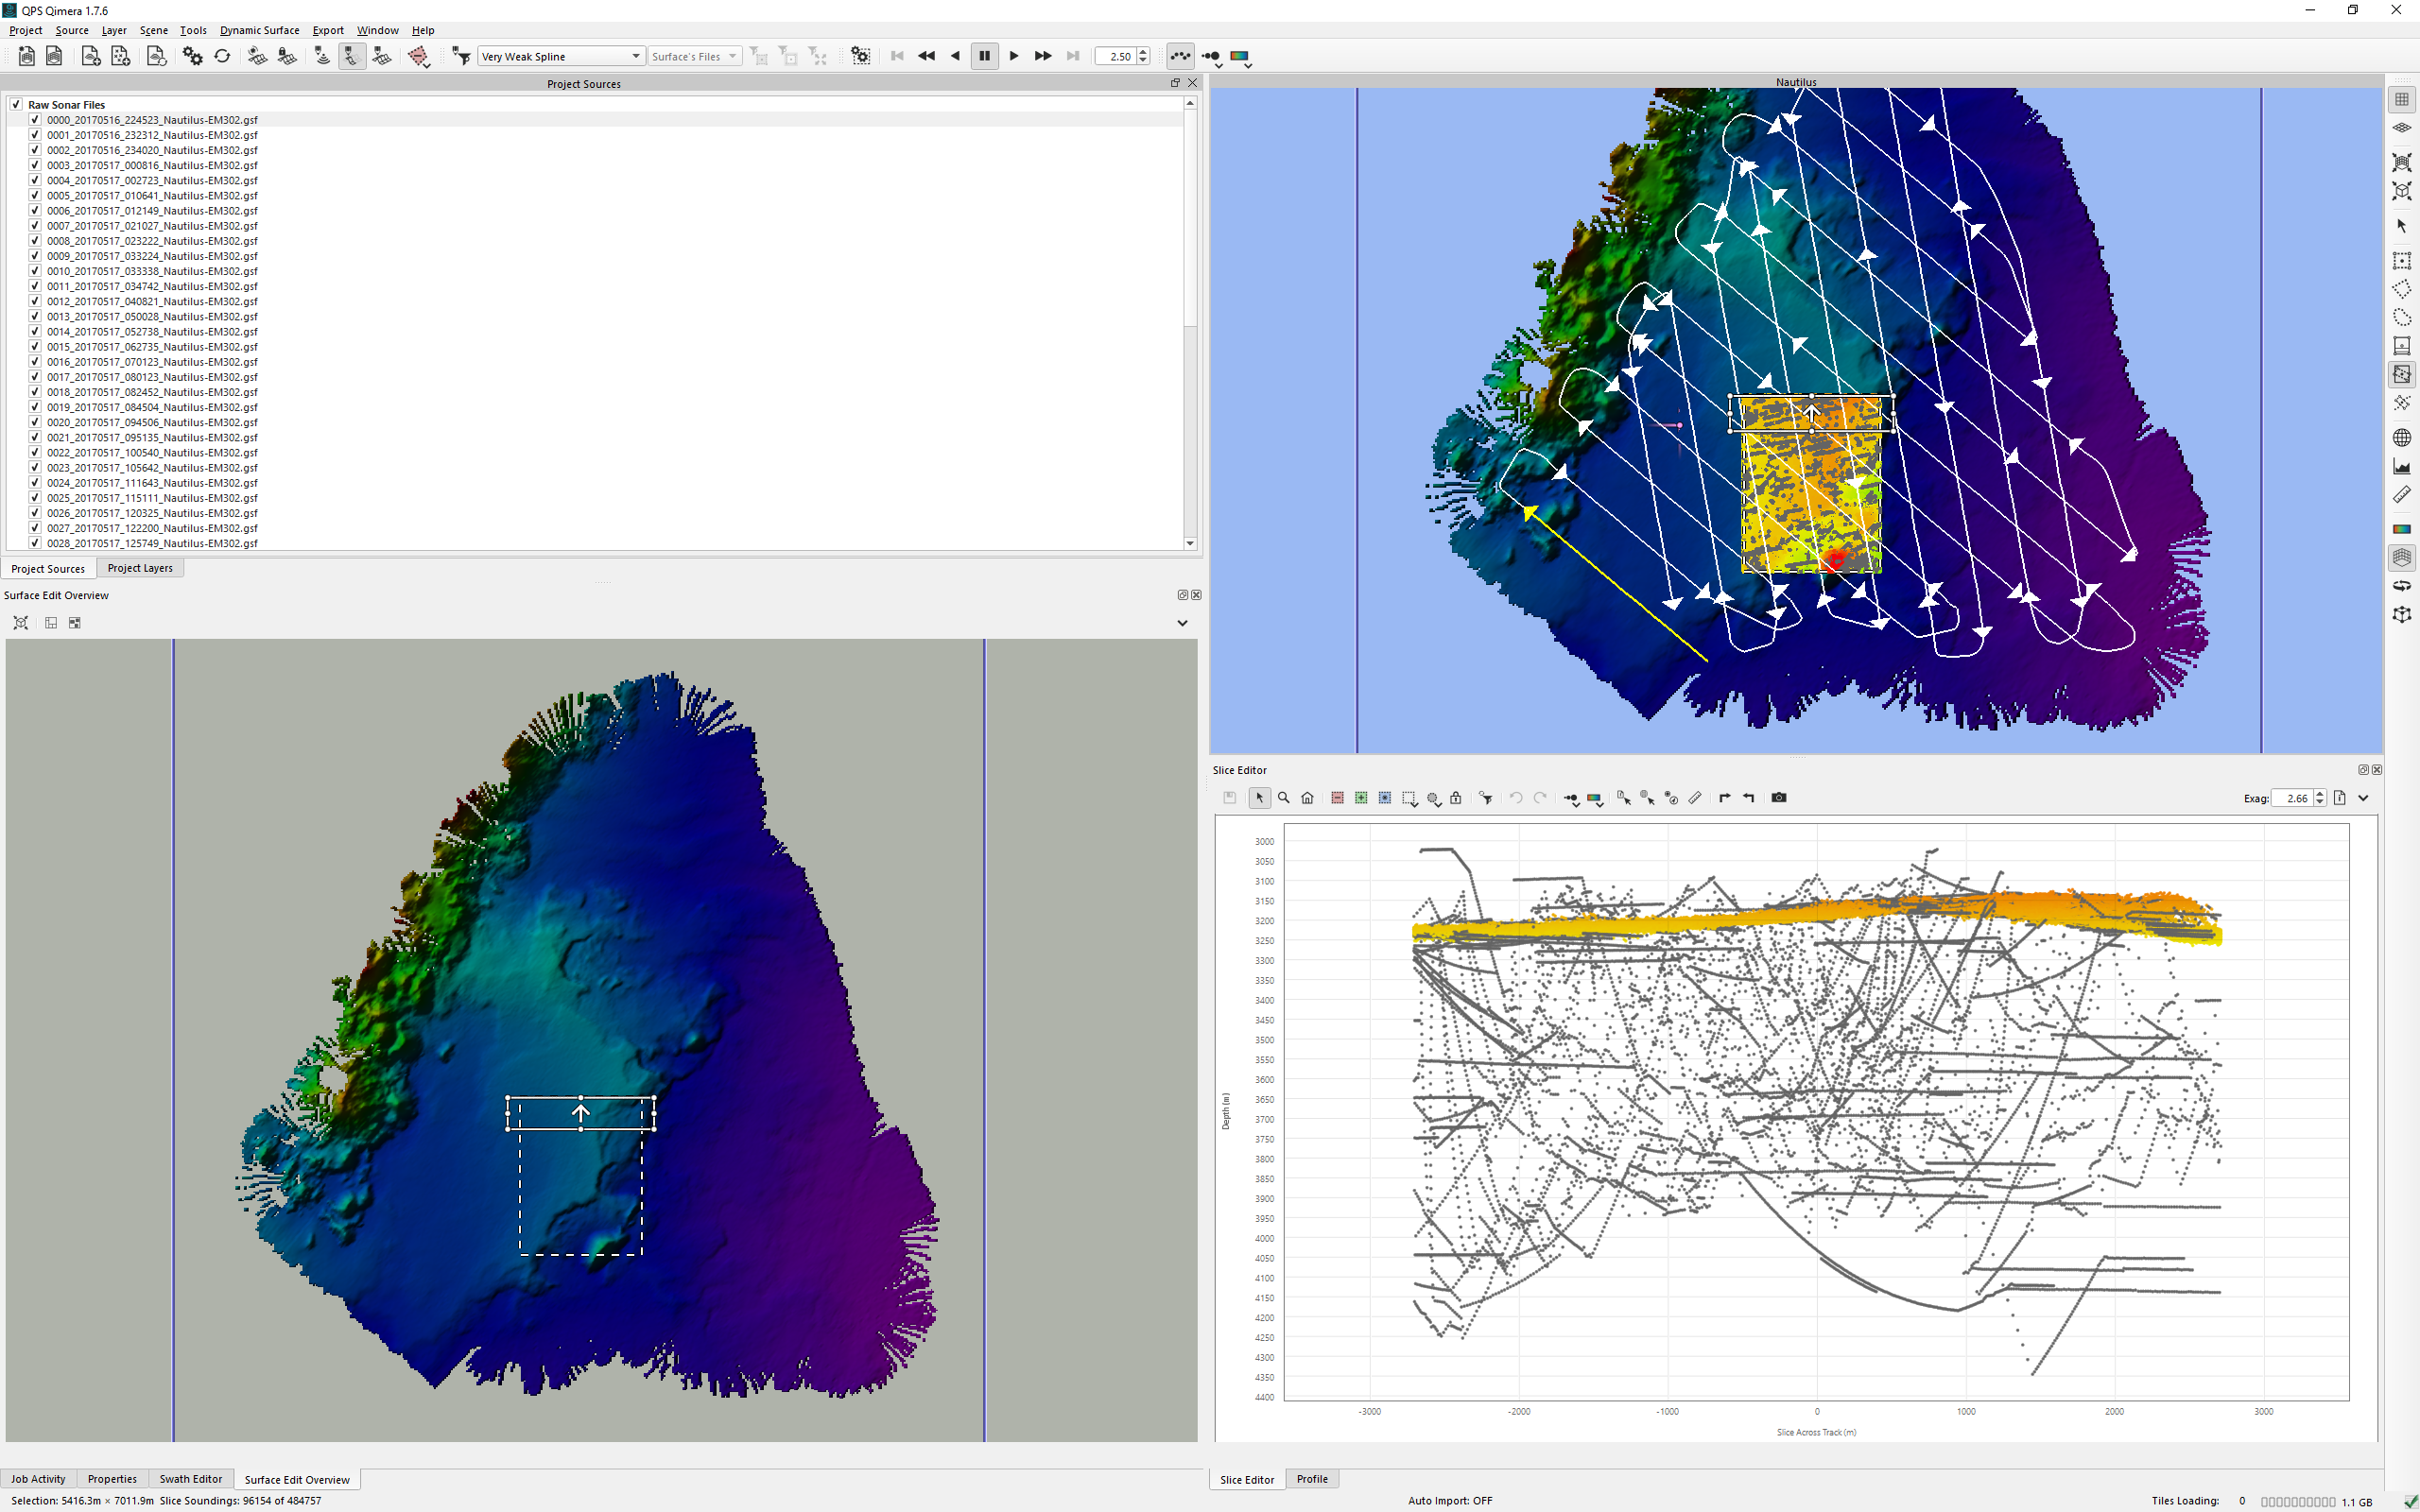 QPS Qimera 1.7.6
Project Source Layer Scene Tools Dynamic Surface Export Window Help
Very Weak Spline Surface's Files 2.50
Project Sources
Raw Sonar Files
0000_20170516_224523_Nautilus-EM302.gsf
0001_20170516_232312_Nautilus-EM302.gsf
0002_20170516_234020_Nautilus-EM302.gsf
0003_20170517_000816_Nautilus-EM302.gsf
0004_20170517_002723_Nautilus-EM302.gsf
0005_20170517_010641_Nautilus-EM302.gsf
0006_20170517_012149_Nautilus-EM302.gsf
0007_20170517_021027_Nautilus-EM302.gsf
0008_20170517_023222_Nautilus-EM302.gsf
0009_20170517_033224_Nautilus-EM302.gsf
0010_20170517_033338_Nautilus-EM302.gsf
0011_20170517_034742_Nautilus-EM302.gsf
0012_20170517_040821_Nautilus-EM302.gsf
0013_20170517_050028_Nautilus-EM302.gsf
0014_20170517_052738_Nautilus-EM302.gsf
0015_20170517_062735_Nautilus-EM302.gsf
0016_20170517_070123_Nautilus-EM302.gsf
0017_20170517_080123_Nautilus-EM302.gsf
0018_20170517_082452_Nautilus-EM302.gsf
0019_20170517_084504_Nautilus-EM302.gsf
0020_20170517_094506_Nautilus-EM302.gsf
0021_20170517_095135_Nautilus-EM302.gsf
0022_20170517_100540_Nautilus-EM302.gsf
0023_20170517_105642_Nautilus-EM302.gsf
0024_20170517_111643_Nautilus-EM302.gsf
0025_20170517_115111_Nautilus-EM302.gsf
0026_20170517_120325_Nautilus-EM302.gsf
0027_20170517_122200_Nautilus-EM302.gsf
0028_20170517_125749_Nautilus-EM302.gsf
Project Sources Project Layers
Surface Edit Overview
Job Activity Properties Swath Editor Surface Edit Overview
Selection: 5416.3m × 7011.9m Slice Soundings: 96154 of 484757
Nautilus
Slice Editor
Exag: 2.66
3000
3050
3100
3150
3200
3250
3300
3350
3400
3450
3500
3550
3600
3650
3700
3750
3800
3850
3900
3950
4000
4050
4100
4150
4200
4250
4300
4350
4400
Depth (m)
-3000 -2000 -1000 0 1000 2000 3000
Slice Across Track (m)
Slice Editor Profile
Auto Import: OFF
Tiles Loading: 0 1.1 GB